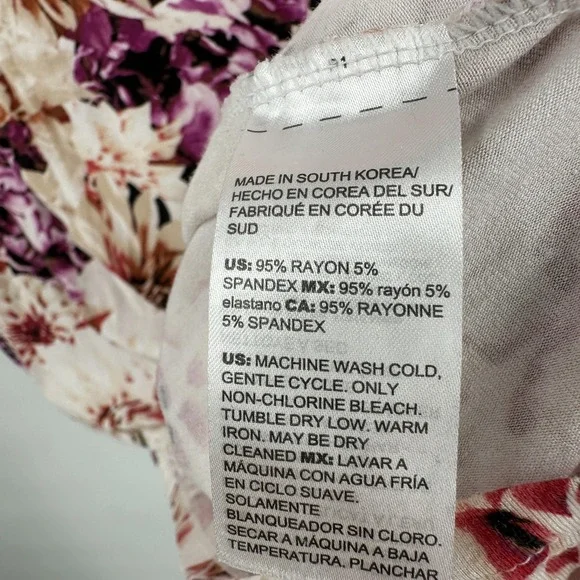 MADE IN SOUTH KOREA/
HECHO EN COREA DEL SUR/
FABRIQUÉ EN CORÉE DU
SUD
US: 95% RAYON 5%
SPANDEX MX: 95% rayón 5%
elastano CA: 95% RAYONNE
5% SPANDEX
US: MACHINE WASH COLD,
GENTLE CYCLE. ONLY
NON-CHLORINE BLEACH.
TUMBLE DRY LOW. WARM
IRON. MAY BE DRY
CLEANED MX: LAVAR A
MÁQUINA CON AGUA FRÍA
EN CICLO SUAVE.
SOLAMENTE
BLANQUEADOR SIN CLORO.
SECAR A MÁQUINA A BAJA
TEMPERATURA. PLANCHAR